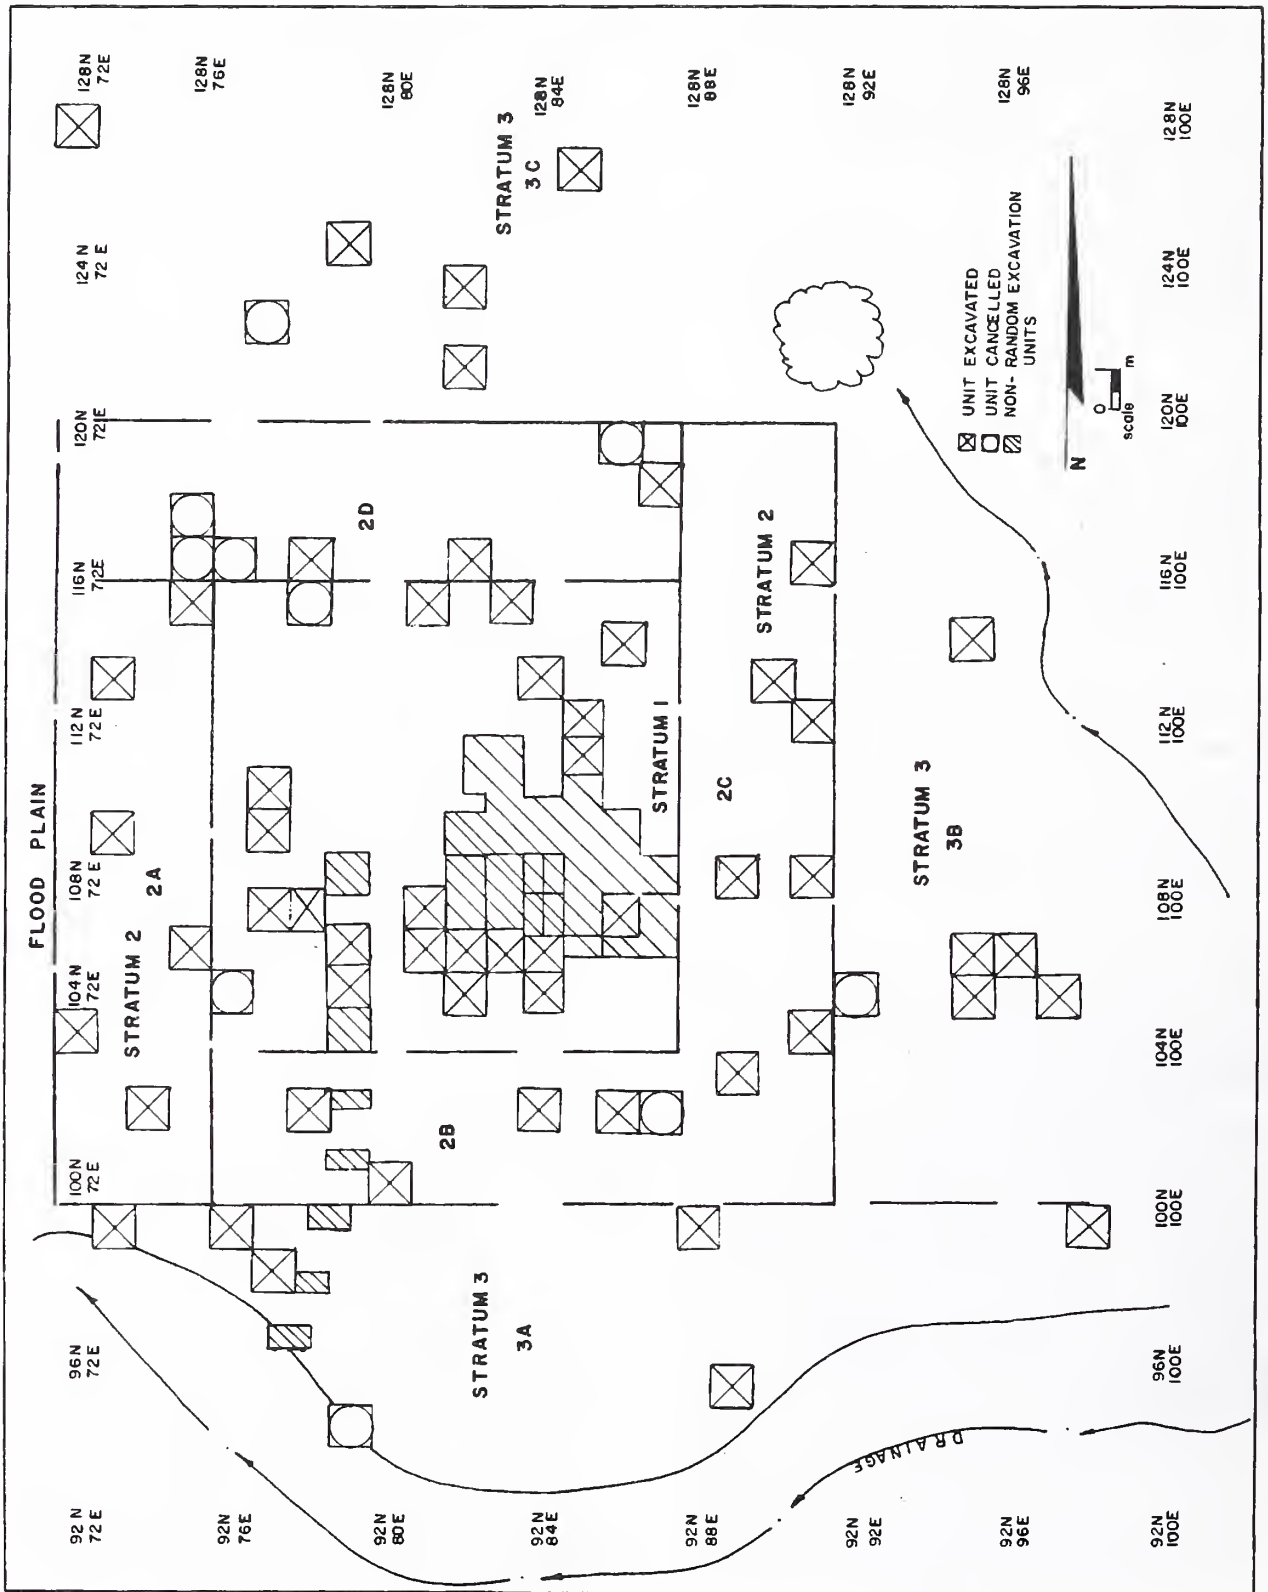 128N
72E
128N
76E
128N
80E
128N
84E
128N
88E
128N
92E
128N
96E
128N
100E
STRATUM 3
3C
124N
72 E
124N
100E
UNIT EXCAVATED
UNIT CANCELLED
NON- RANDOM EXCAVATION
UNITS
N
0
m
scale
120N
72E
120N
100E
2D
116N
72E
116N
100E
STRATUM 2
112N
72E
112N
100E
STRATUM 1
2C
STRATUM 3
3B
FLOOD PLAIN
108N
72 E
108N
100E
2A
STRATUM 2
104N
72E
104N
100E
2B
100N
72E
100N
100E
STRATUM 3
3A
96N
72E
96N
100E
DRAINAGE
92 N
72E
92N
76E
92N
80E
92N
84E
92N
88E
92N
92E
92N
96E
92N
100E